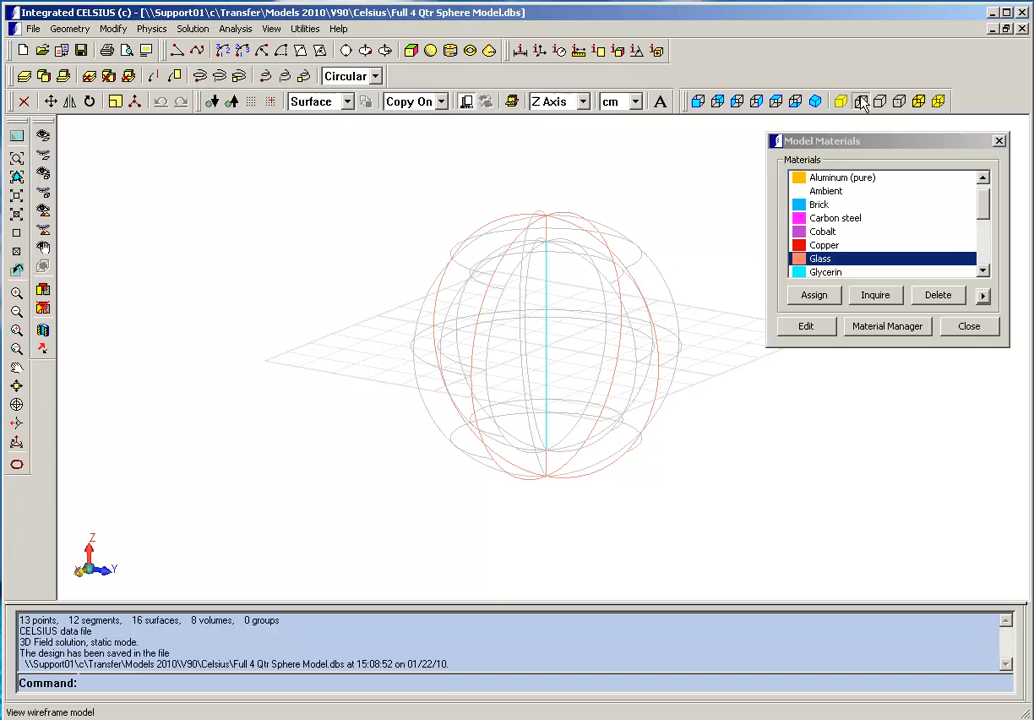 Integrated CELSIUS (c) - [\\Support01\c\Transfer\Models 2010\V90\Celsius\Full 4 Qtr Sphere Model.dbs]
File Geometry Modify Physics Solution Analysis View Utilities Help
Circular
Surface Copy On Z Axis cm A
Model Materials
Materials
Aluminum (pure)
Ambient
Brick
Carbon steel
Cobalt
Copper
Glass
Glycerin
Assign Inquire Delete
Edit Material Manager Close
Z
X Y
13 points, 12 segments, 16 surfaces, 8 volumes, 0 groups
CELSIUS data file
3D Field solution, static mode.
The design has been saved in the file
\\Support01\c\Transfer\Models 2010\V90\Celsius\Full 4 Qtr Sphere Model.dbs at 15:08:52 on 01/22/10.
Command:
View wireframe model